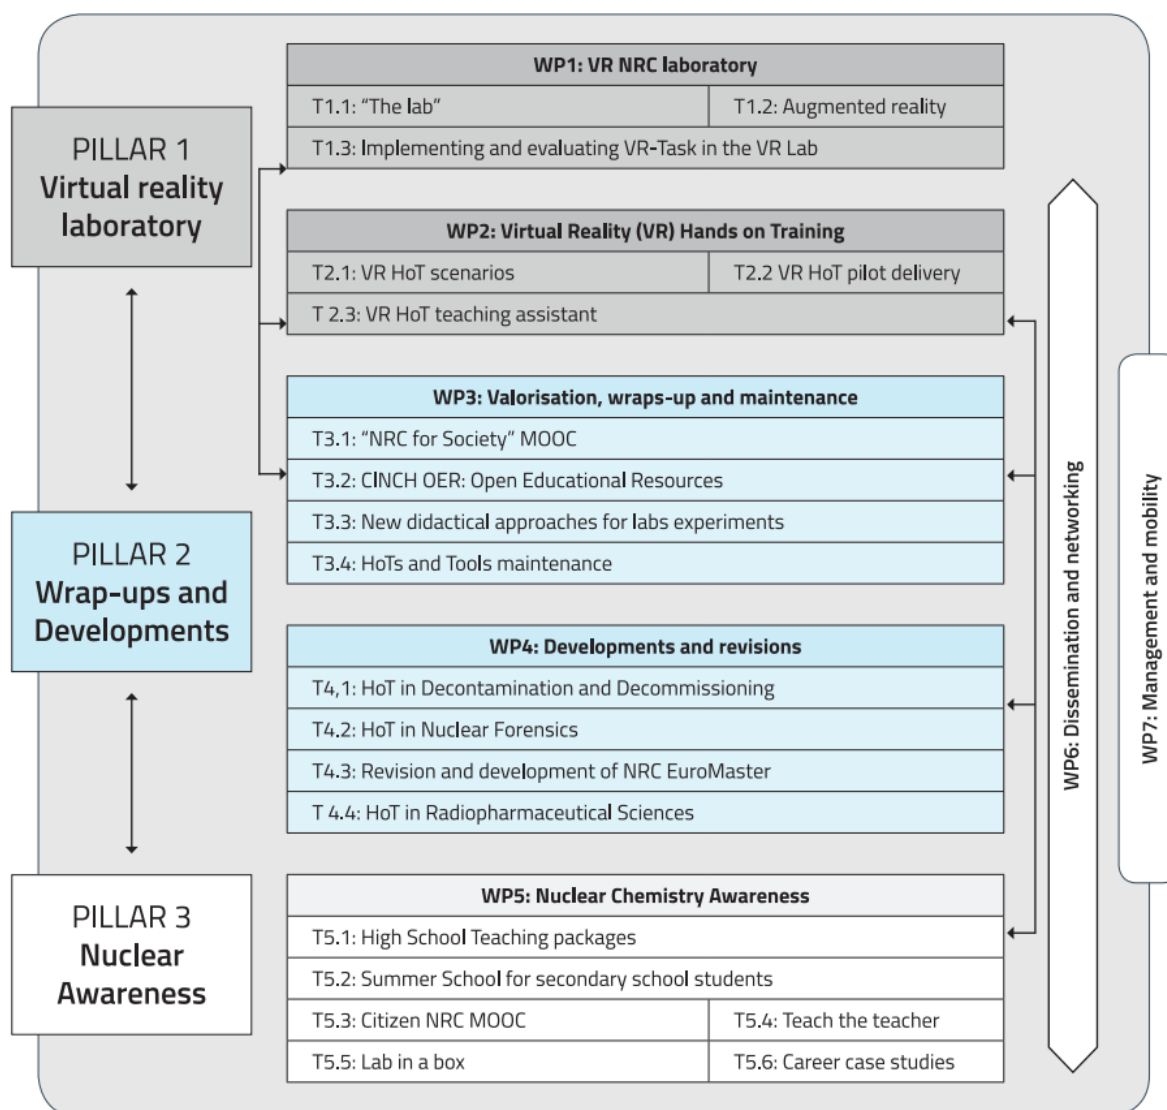 PILLAR 1
Virtual reality
laboratory
PILLAR 2
Wrap-ups and
Developments
PILLAR 3
Nuclear
Awareness
WP1: VR NRC laboratory
T1.1: “The lab”
T1.2: Augmented reality
T1.3: Implementing and evaluating VR-Task in the VR Lab
WP2: Virtual Reality (VR) Hands on Training
T2.1: VR HoT scenarios
T2.2 VR HoT pilot delivery
T 2.3: VR HoT teaching assistant
WP3: Valorisation, wraps-up and maintenance
T3.1: “NRC for Society” MOOC
T3.2: CINCH OER: Open Educational Resources
T3.3: New didactical approaches for labs experiments
T3.4: HoTs and Tools maintenance
WP4: Developments and revisions
T4,1: HoT in Decontamination and Decommissioning
T4.2: HoT in Nuclear Forensics
T4.3: Revision and development of NRC EuroMaster
T 4.4: HoT in Radiopharmaceutical Sciences
WP5: Nuclear Chemistry Awareness
T5.1: High School Teaching packages
T5.2: Summer School for secondary school students
T5.3: Citizen NRC MOOC
T5.4: Teach the teacher
T5.5: Lab in a box
T5.6: Career case studies
WP6: Dissemination and networking
WP7: Management and mobility